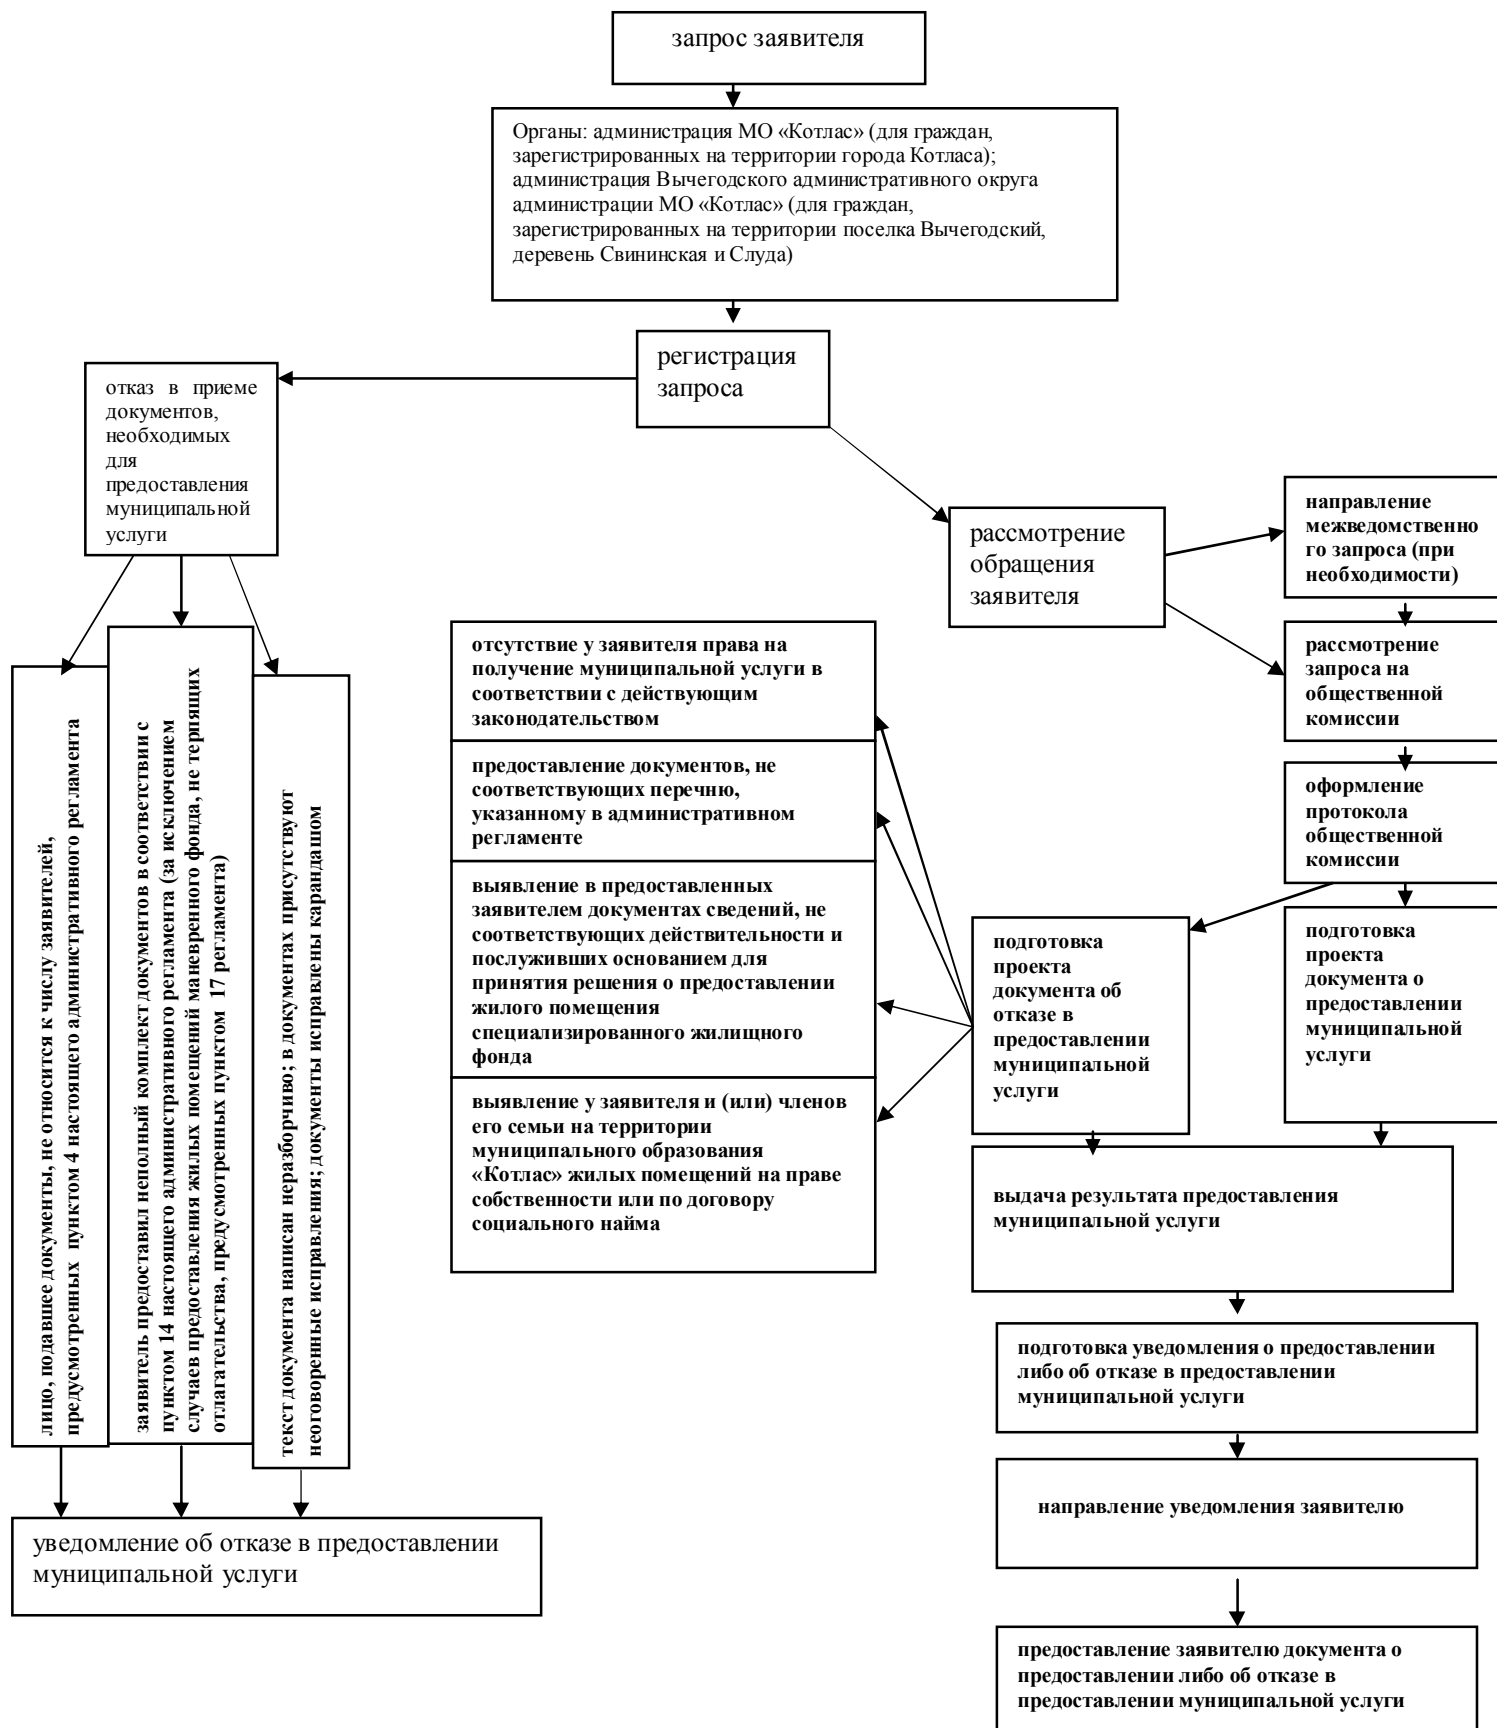 запрос заявителя
Органы: администрация МО «Котлас» (для граждан,
зарегистрированных на территории города Котласа);
администрация Вычегодского административного округа
администрации МО «Котлас» (для граждан,
зарегистрированных на территории поселка Вычегодский,
деревень Свининская и Слуда)
регистрация
запроса
отказ в приеме
документов,
необходимых
для
предоставления
муниципальной
услуги
рассмотрение
обращения
заявителя
направление
межведомственно
го запроса (при
необходимости)
рассмотрение
запроса на
общественной
комиссии
оформление
протокола
общественной
комиссии
отсутствие у заявителя права на
получение муниципальной услуги в
соответствии с действующим
законодательством
предоставление документов, не
соответствующих перечню,
указанному в административном
регламенте
выявление в предоставленных
заявителем документах сведений, не
соответствующих действительности и
послуживших основанием для
принятия решения о предоставлении
жилого помещения
специализированного жилищного
фонда
выявление у заявителя и (или) членов
его семьи на территории
муниципального образования
«Котлас» жилых помещений на праве
собственности или по договору
социального найма
подготовка
проекта
документа об
отказе в
предоставлении
муниципальной
услуги
подготовка
проекта
документа о
предоставлении
муниципальной
услуги
лицо, подавшее документы, не относится к числу заявителей,
предусмотренных пунктом 4 настоящего административного регламента
заявитель предоставил неполный комплект документов в соответствии с
пунктом 14 настоящего административного регламента (за исключением
случаев предоставления жилых помещений маневренного фонда, не терпящих
отлагательства, предусмотренных пунктом 17 регламента)
текст документа написан неразборчиво; в документах присутствуют
неоговоренные исправления; документы исправлены карандашом
выдача результата предоставления
муниципальной услуги
подготовка уведомления о предоставлении
либо об отказе в предоставлении
муниципальной услуги
направление уведомления заявителю
уведомление об отказе в предоставлении
муниципальной услуги
предоставление заявителю документа о
предоставлении либо об отказе в
предоставлении муниципальной услуги